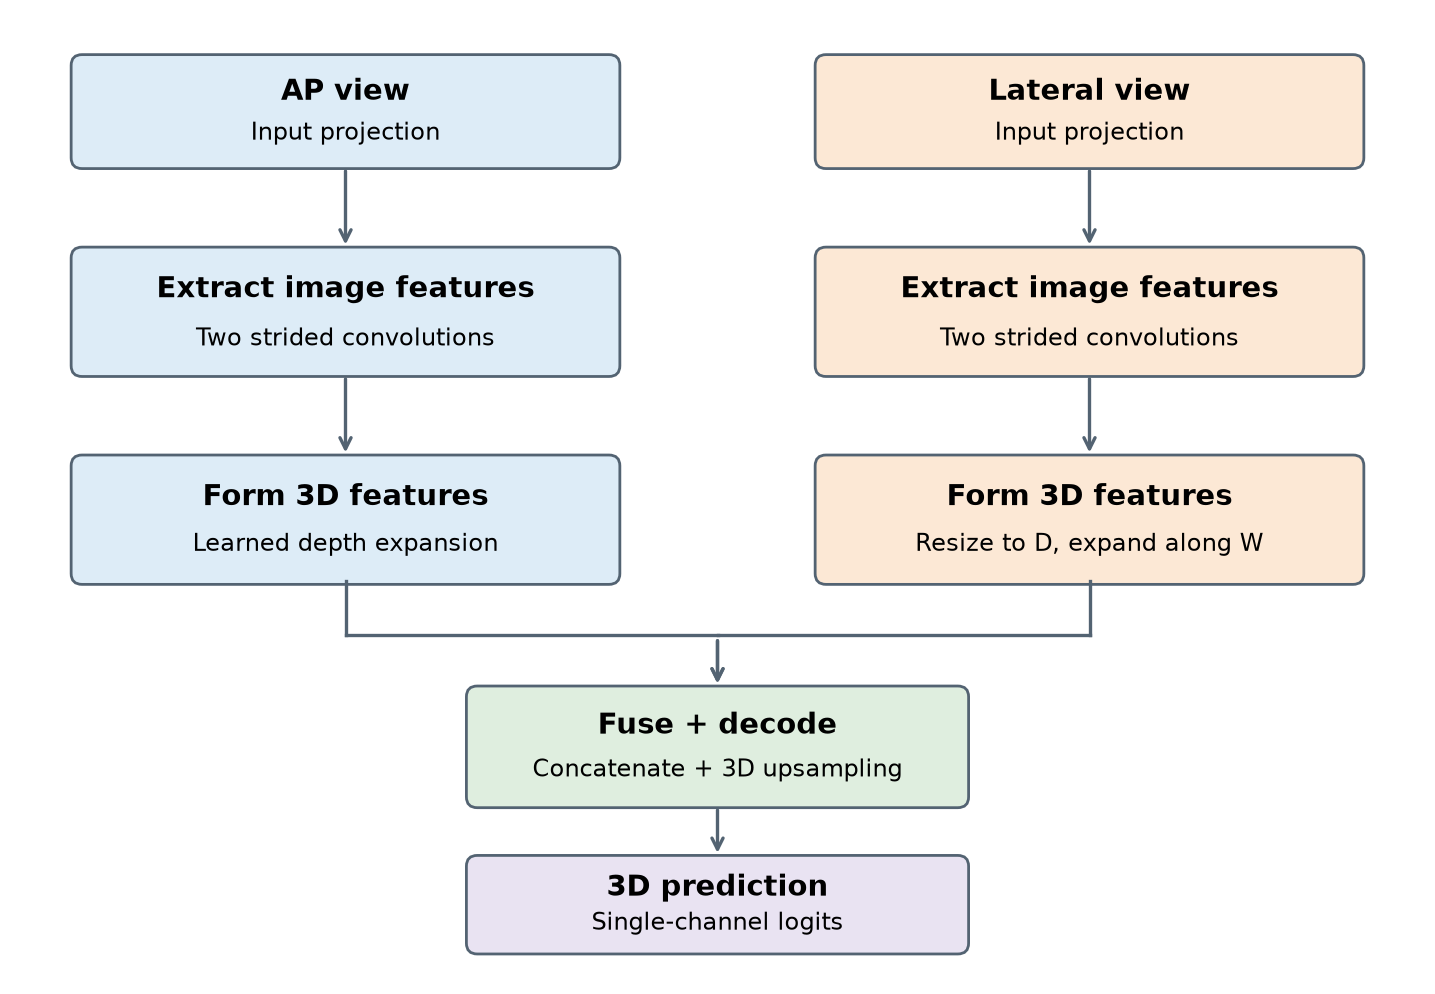 AP view
Input projection
Lateral view
Input projection
Extract image features
Two strided convolutions
Extract image features
Two strided convolutions
Form 3D features
Learned depth expansion
Form 3D features
Resize to D, expand along W
Fuse + decode
Concatenate + 3D upsampling
3D prediction
Single-channel logits